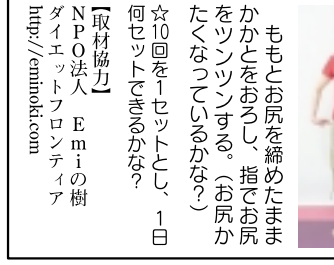 ももとお尻を締めたまま
かかとをおろし、指でお尻
をツンツンする。（お尻か
たくなっているかな？）
☆10回を1セットとし、1日
何セットできるかな？
【取材協力】
NPO法人　Emiの樹
ダイエットフロンティア
http://eminoki.com